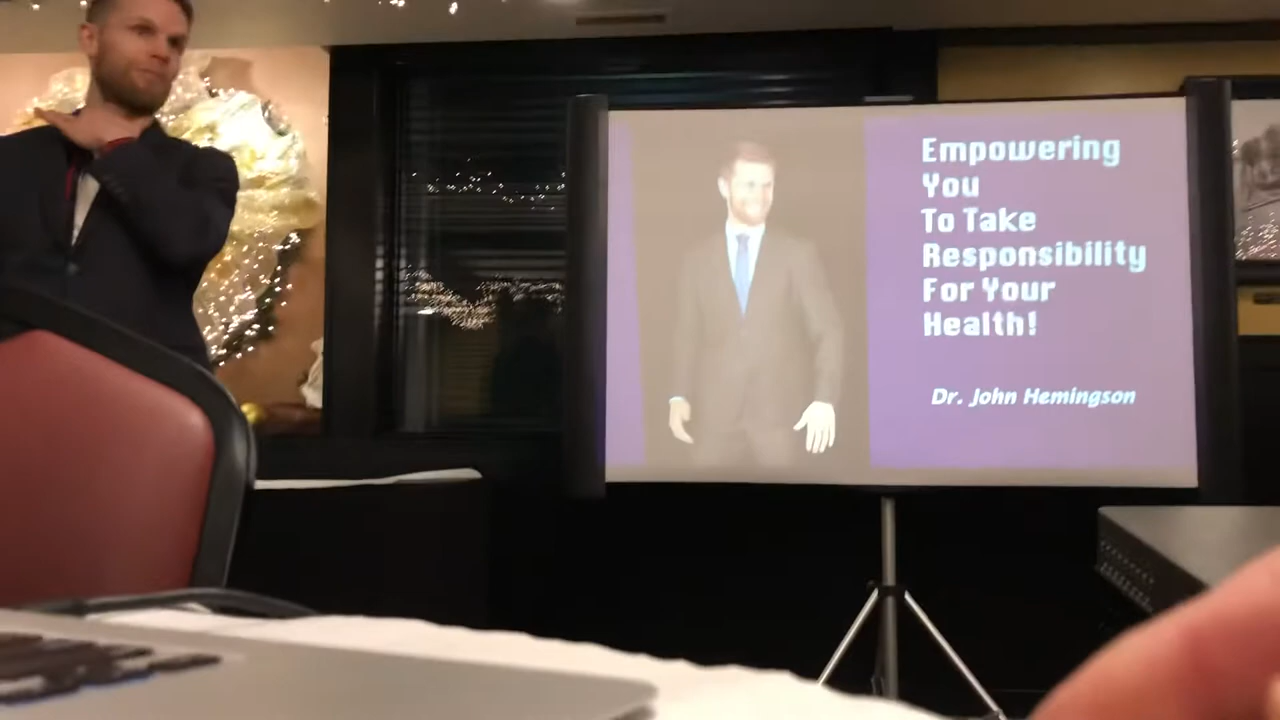 Empowering
You
To Take
Responsibility
For Your
Health!
Dr. John Hemingson